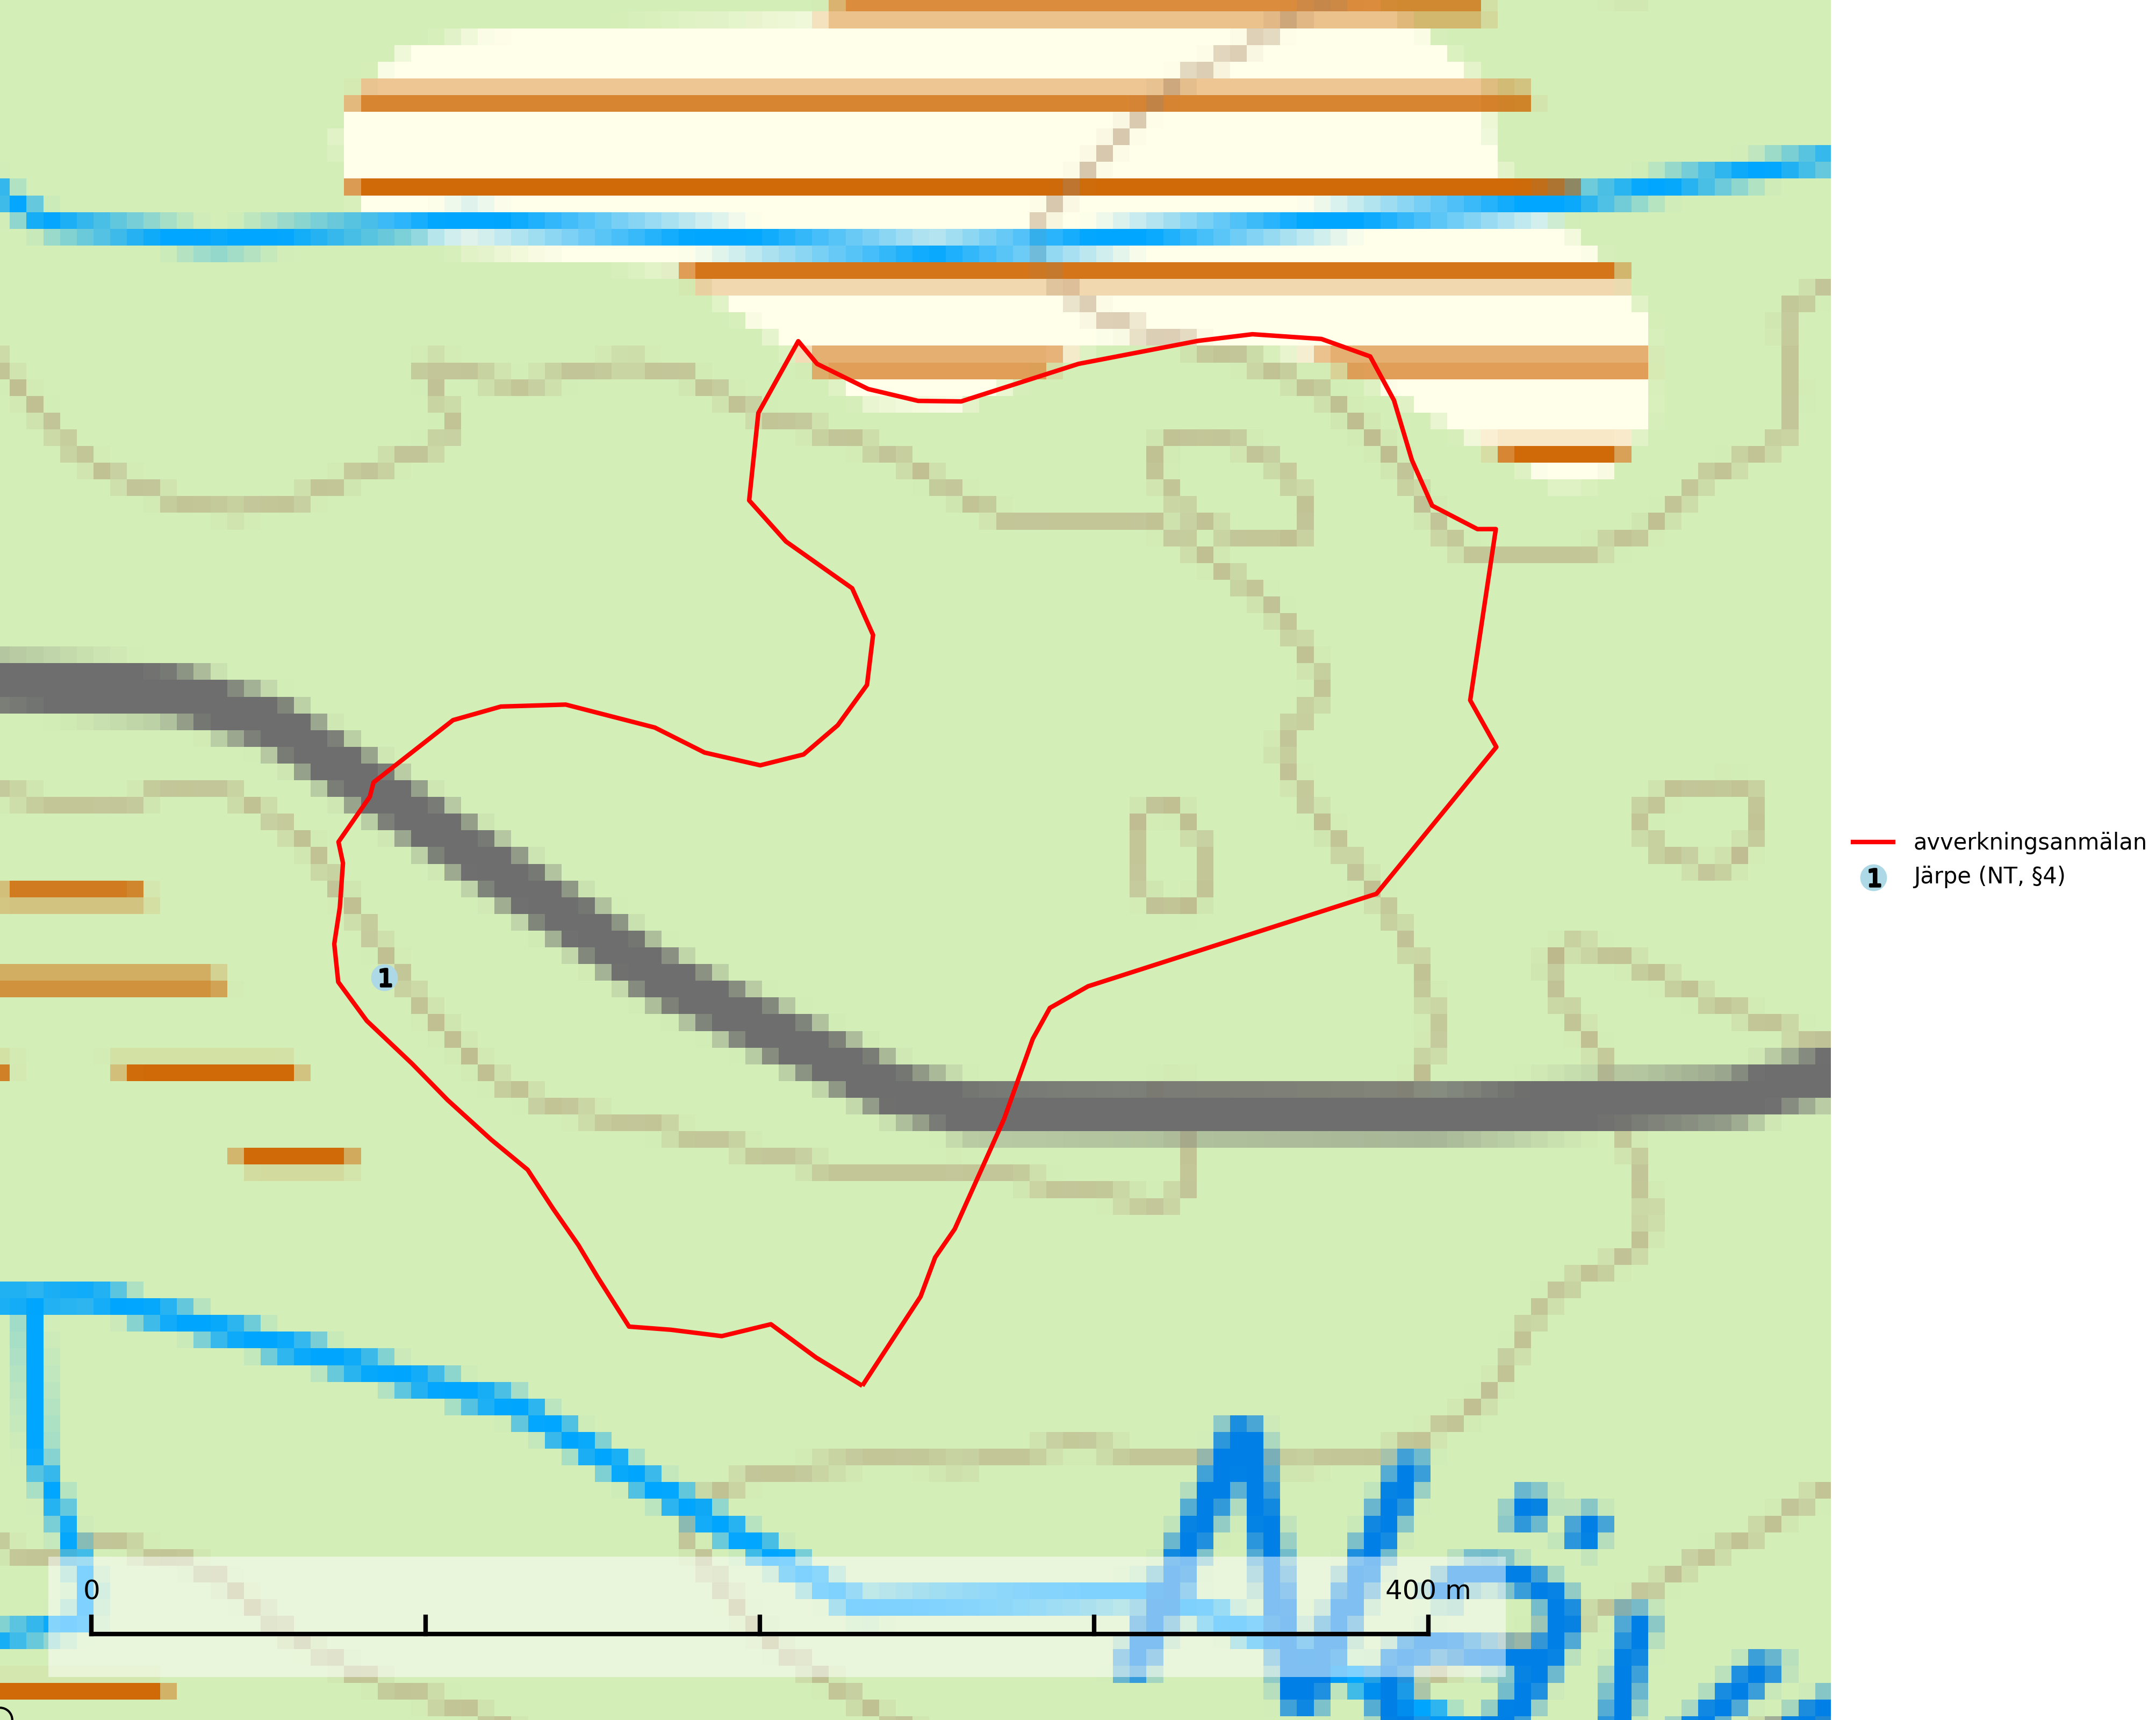 avverkningsanmälan
1 Järpe (NT, §4)
1
0 400 m